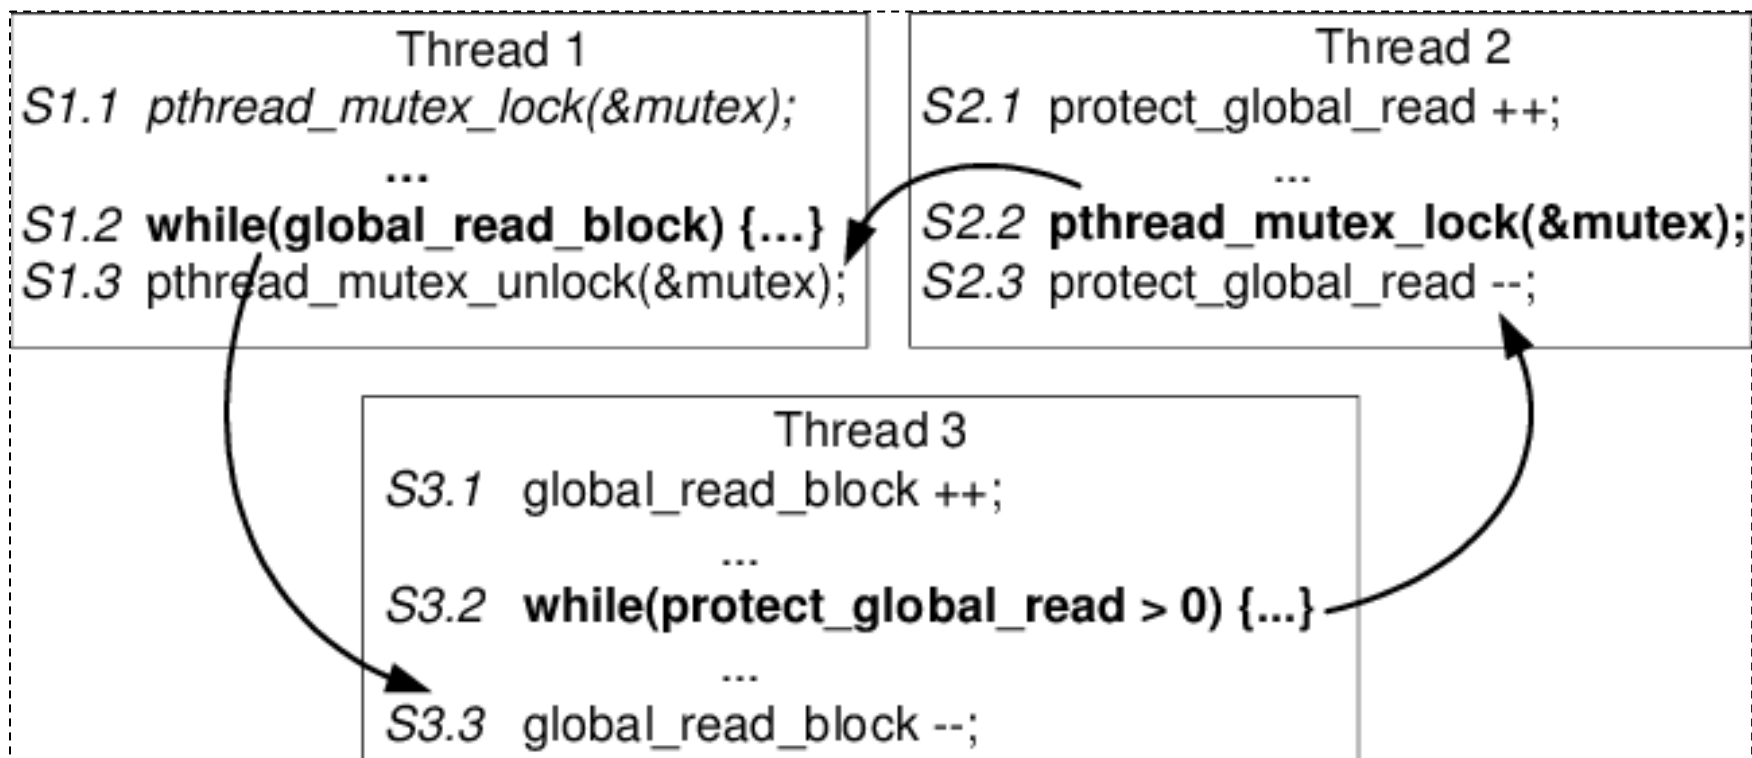 Thread 1
S1.1 pthread_mutex_lock(&mutex);
...
S1.2 while(global_read_block) {...}
S1.3 pthread_mutex_unlock(&mutex);
Thread 2
S2.1 protect_global_read ++;
...
S2.2 pthread_mutex_lock(&mutex);
S2.3 protect_global_read --;
Thread 3
S3.1 global_read_block ++;
...
S3.2 while(protect_global_read > 0) {...}
...
S3.3 global_read_block --;